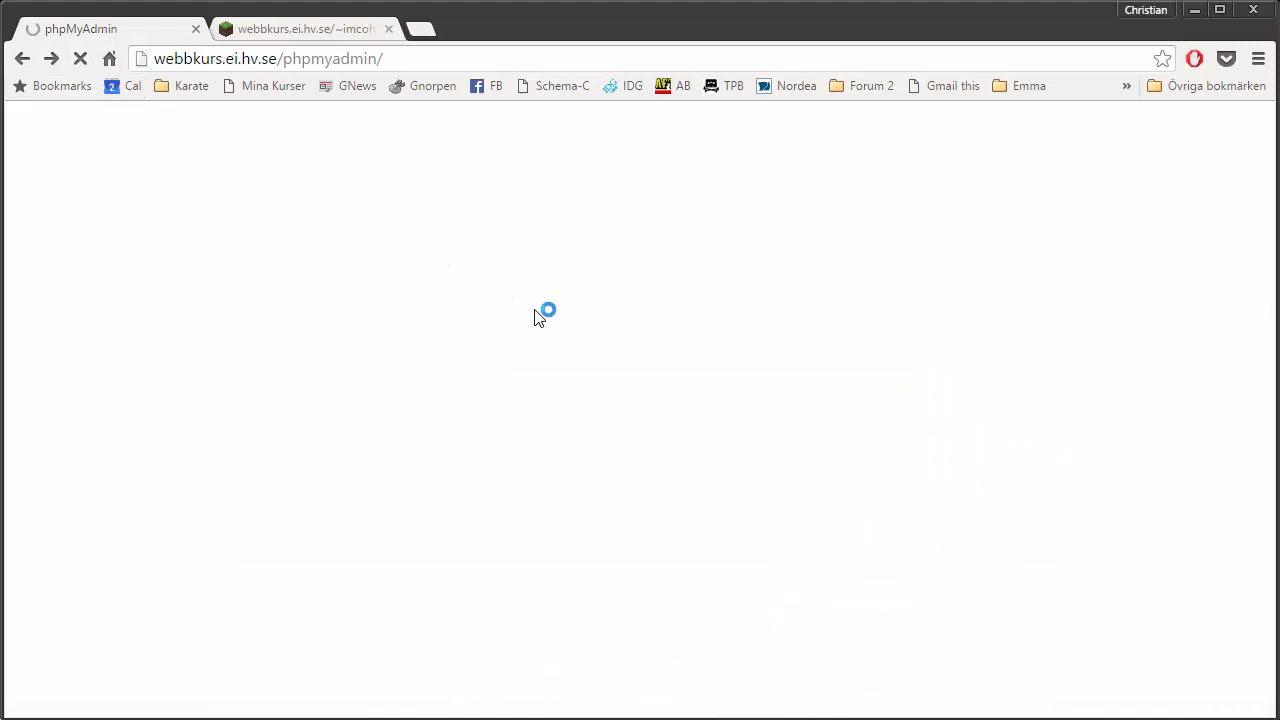 Christian
phpMyAdmin
webbkurs.ei.hv.se/~imcoh
webbkurs.ei.hv.se/phpmyadmin/
Bookmarks 2 Cal Karate Mina Kurser GNews Gnorpen FB Schema-C IDG AF AB TPB Nordea Forum 2 Gmail this Emma » Övriga bokmärken